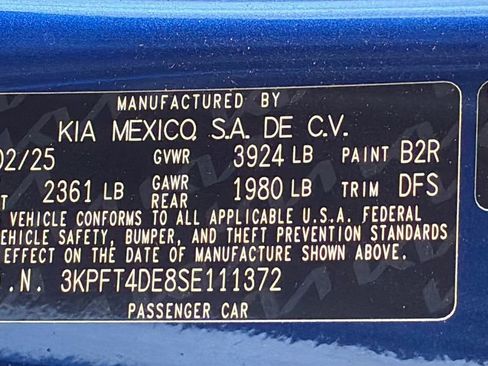 MANUFACTURED BY
KIA MEXICO, S.A. DE C.V.
02/25 GVWR 3924 LB PAINT B2R
T 2361 LB GAWR REAR 1980 LB TRIM DFS
VEHICLE CONFORMS TO ALL APPLICABLE U.S.A. FEDERAL
VEHICLE SAFETY, BUMPER, AND THEFT PREVENTION STANDARDS
EFFECT ON THE DATE OF MANUFACTURE SHOWN ABOVE.
.N. 3KPFT4DE8SE111372
PASSENGER CAR